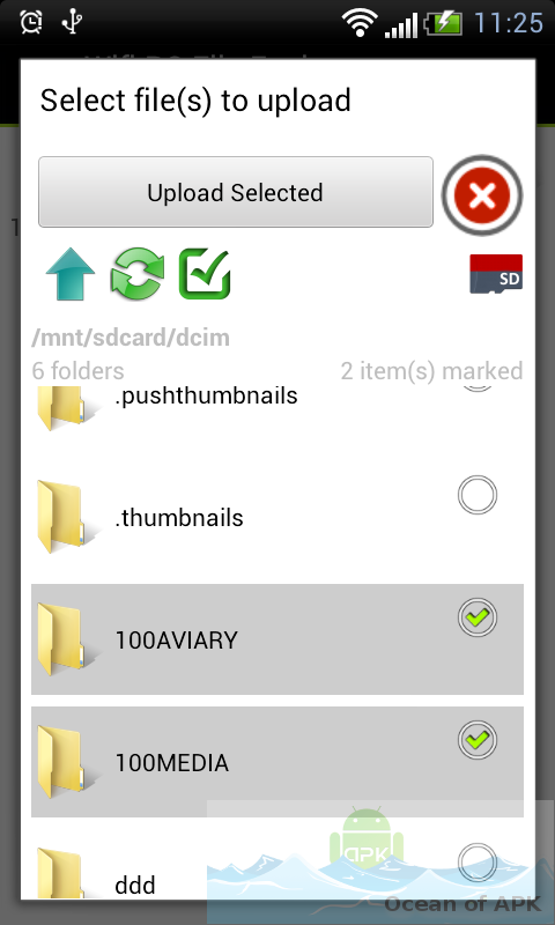 11:25
Select file(s) to upload
Upload Selected
SD
/mnt/sdcard/dcim
6 folders 2 item(s) marked
.pushthumbnails
.thumbnails
100AVIARY
100MEDIA
APK
ddd
Ocean of APK